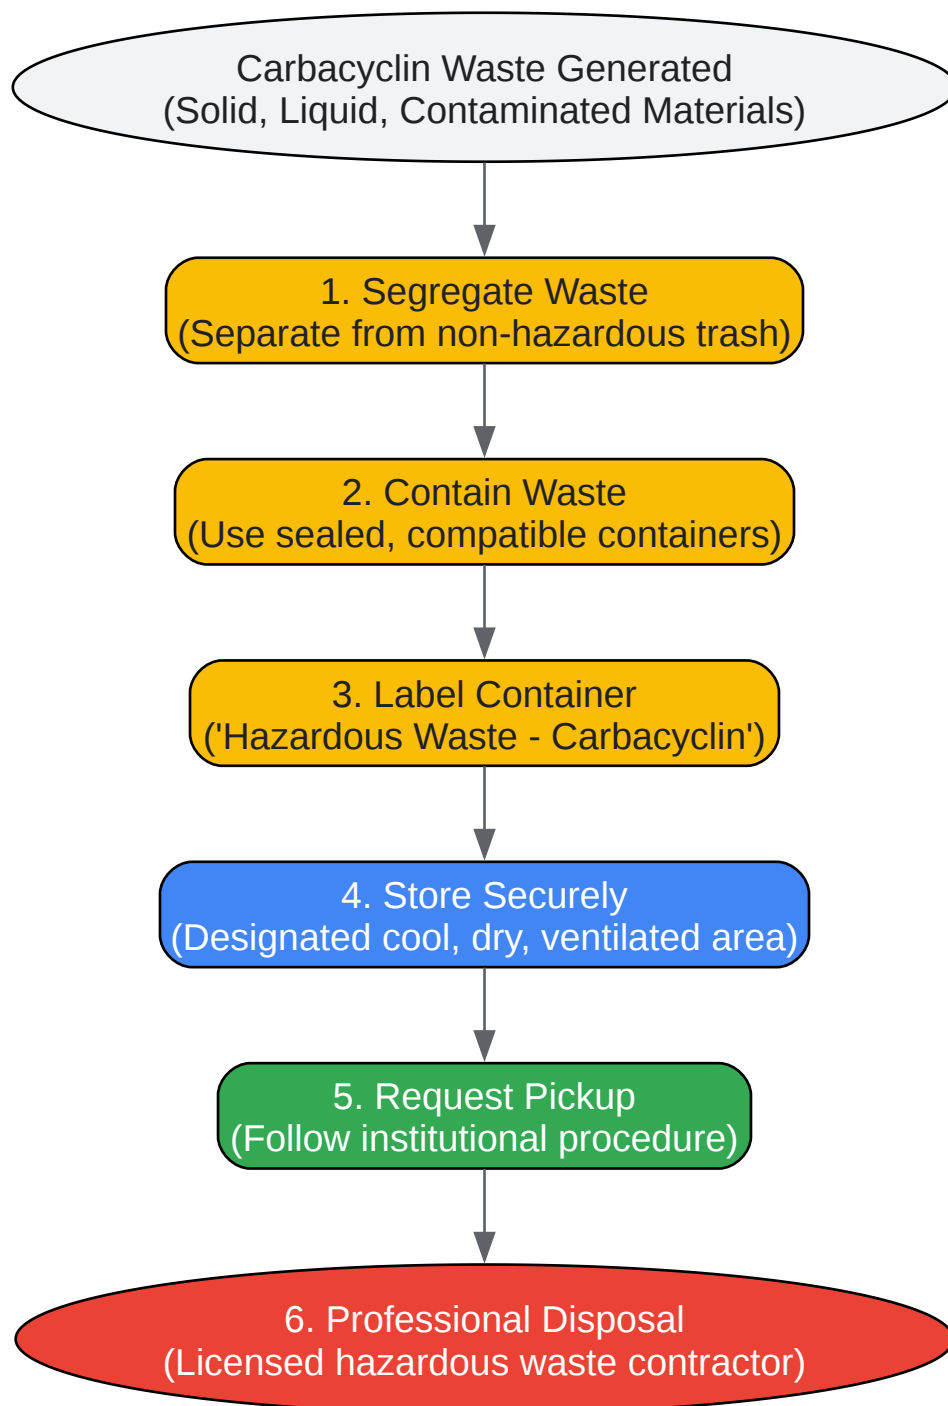 Carbacyclin Waste Generated
(Solid, Liquid, Contaminated Materials)
1. Segregate Waste
(Separate from non-hazardous trash)
2. Contain Waste
(Use sealed, compatible containers)
3. Label Container
('Hazardous Waste - Carbacyclin')
4. Store Securely
(Designated cool, dry, ventilated area)
5. Request Pickup
(Follow institutional procedure)
6. Professional Disposal
(Licensed hazardous waste contractor)